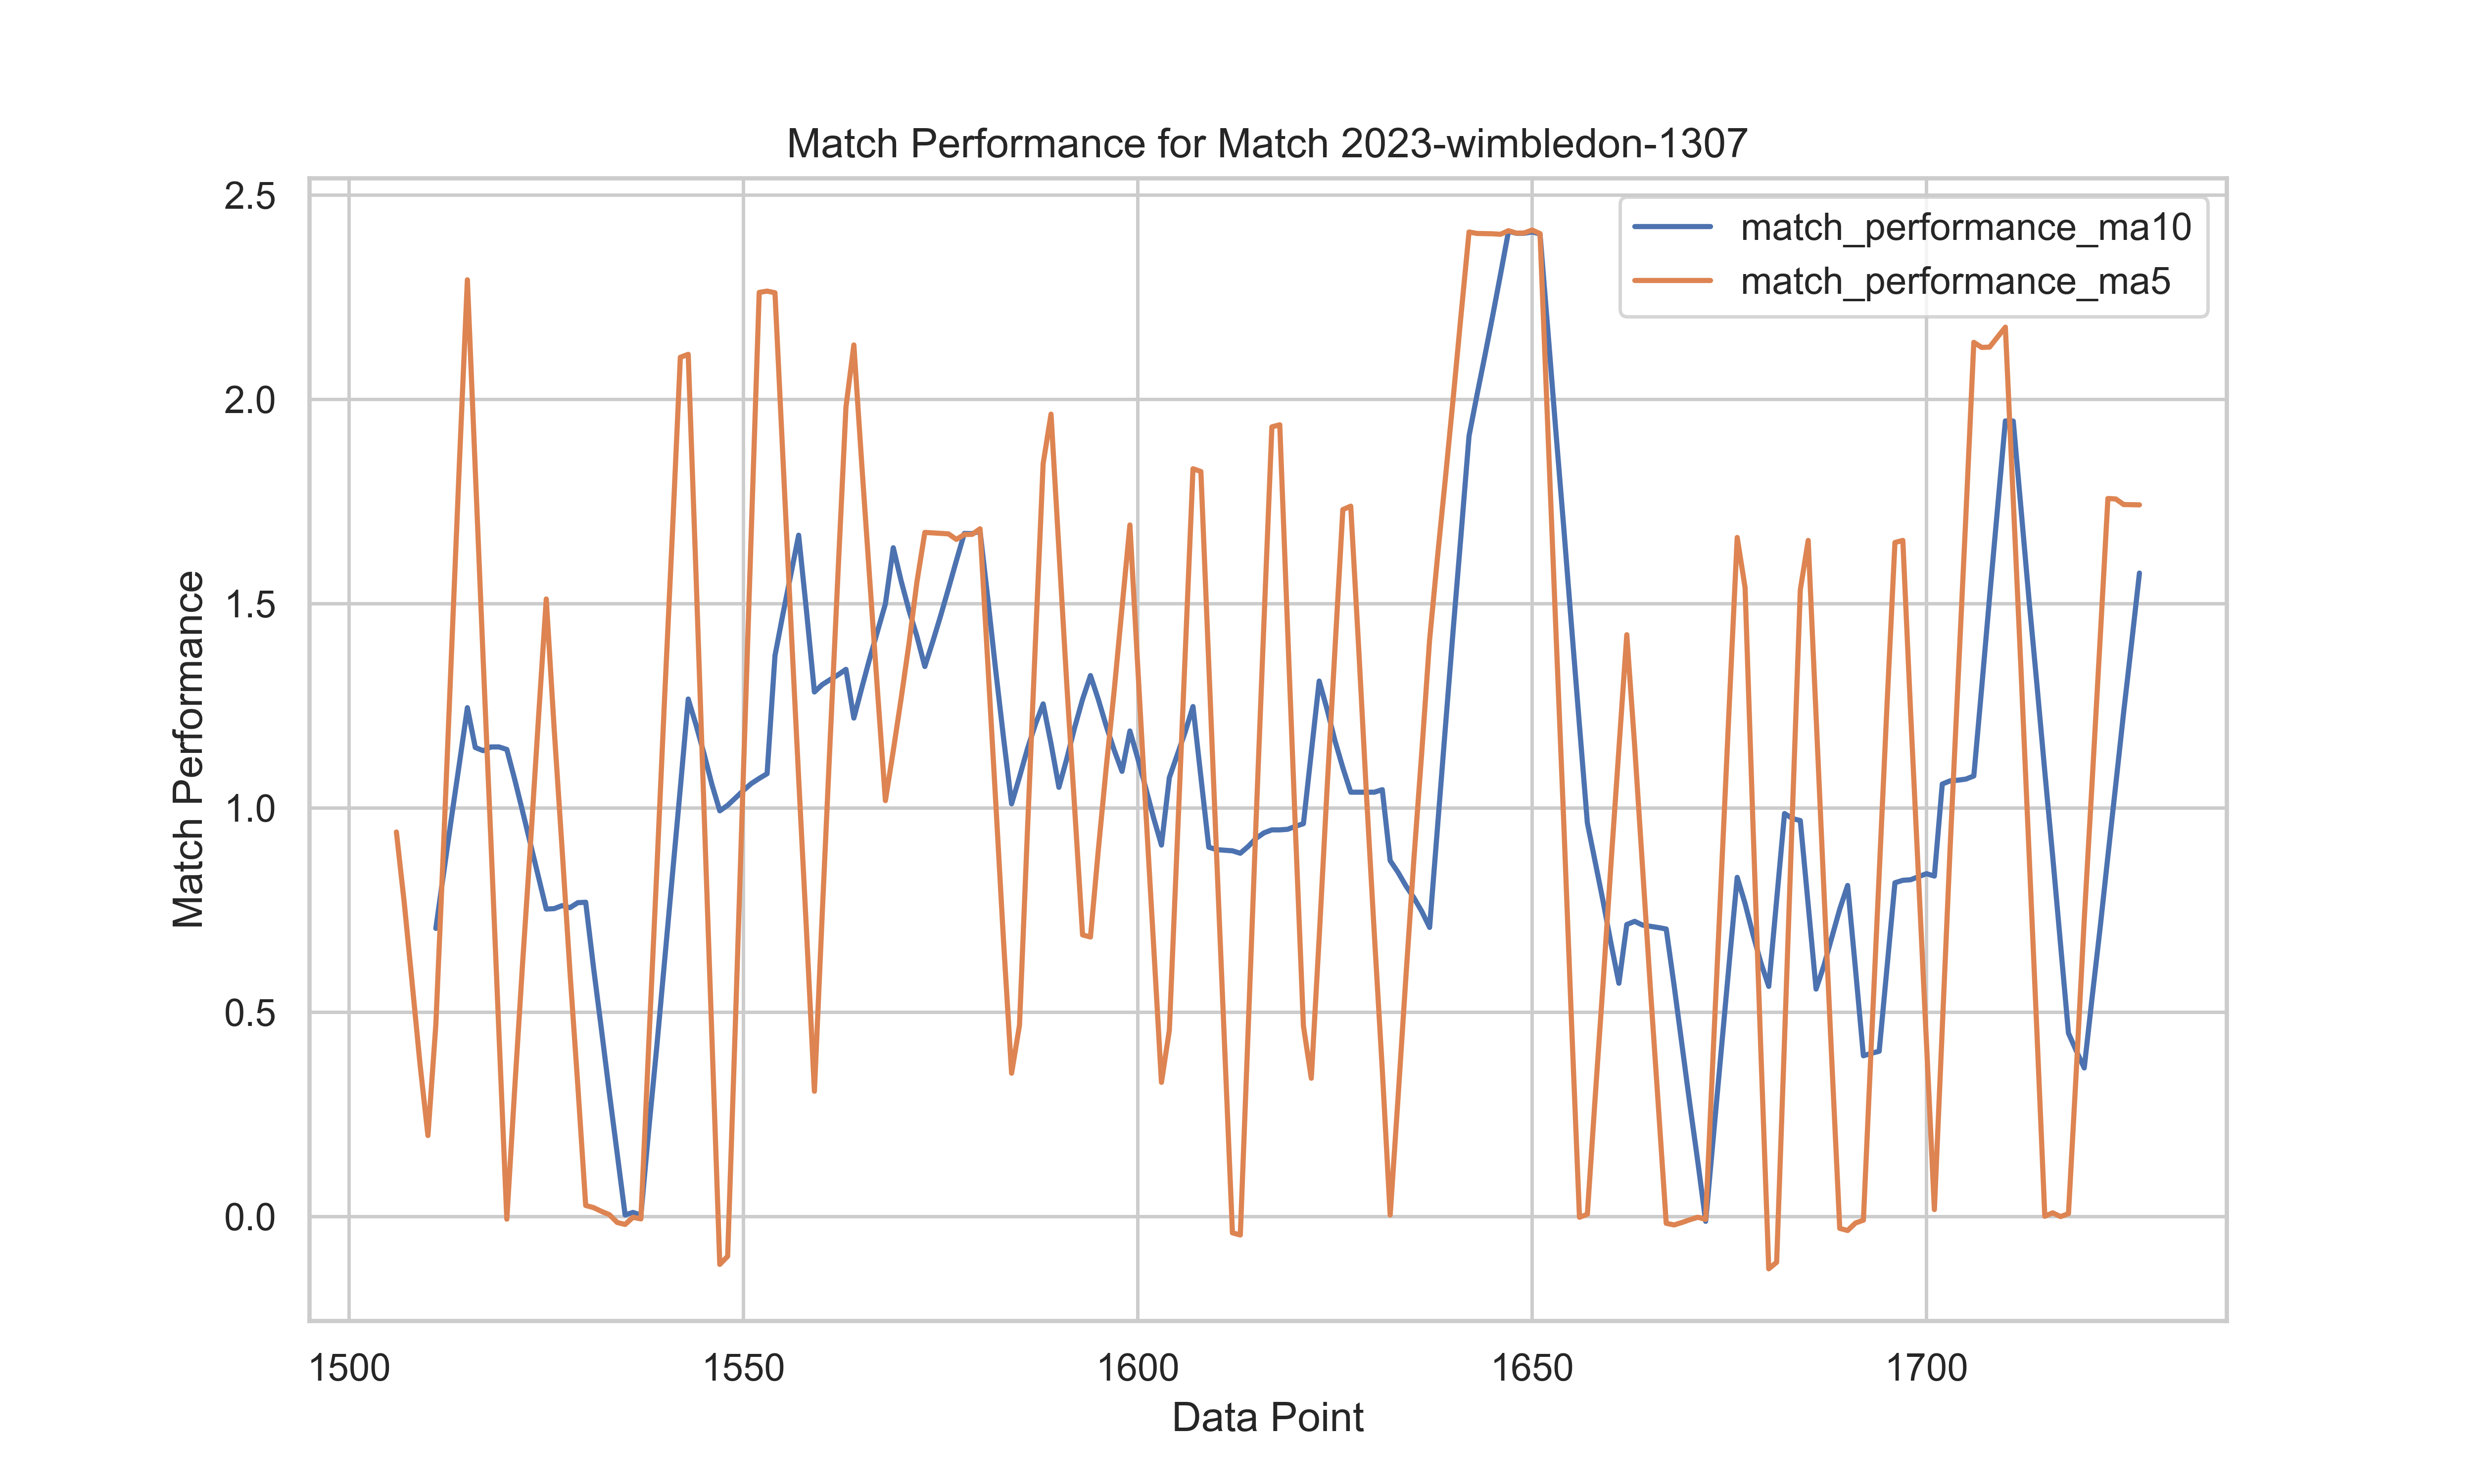 Match Performance for Match 2023-wimbledon-1307
match_performance_ma10
match_performance_ma5
Match Performance
2.5
2.0
1.5
1.0
0.5
0.0
1500 1550 1600 1650 1700
Data Point